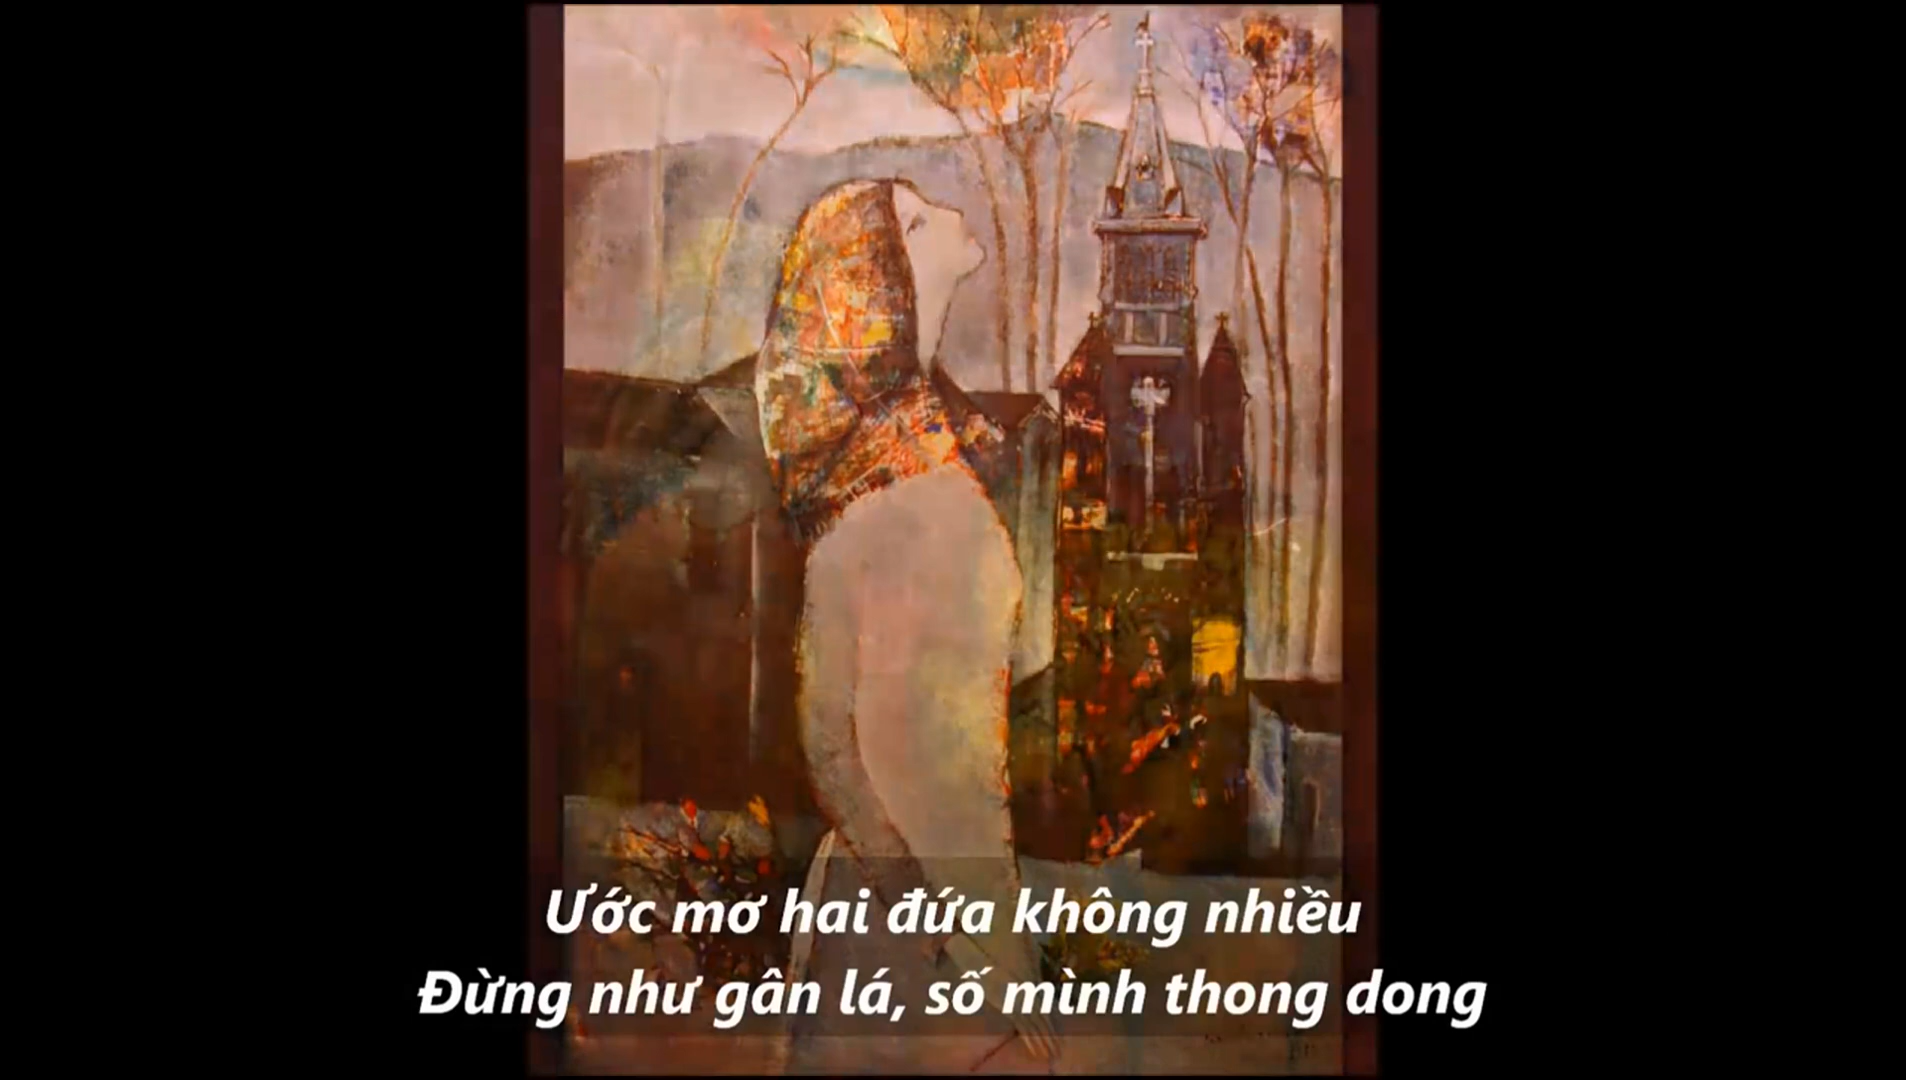 Ước mơ hai đứa không nhiều
Đừng như gân lá, số mình thong dong